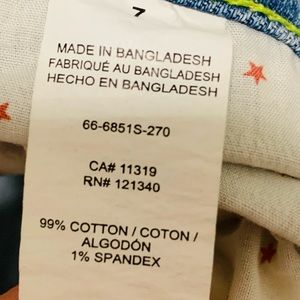 7
MADE IN BANGLADESH
FABRIQUÉ AU BANGLADESH
HECHO EN BANGLADESH
66-6851S-270
CA# 11319
RN# 121340
99% COTTON / COTON /
ALGODÓN
1% SPANDEX